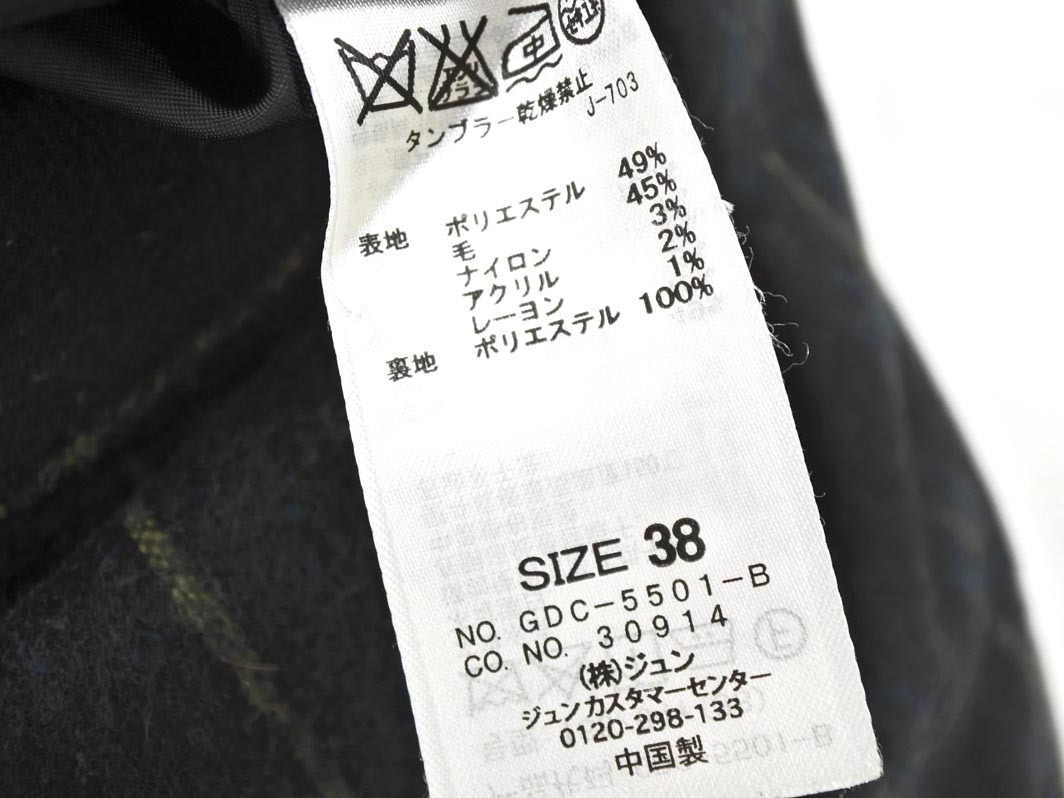 中
タンブラー乾燥禁止
J-703
表地 ポリエステル 49%
毛 45%
ナイロン 3%
アクリル 2%
レーヨン 1%
裏地 ポリエステル 100%
SIZE 38
NO. GDC-5501-B
CO. NO. 30914
(株)ジュン
ジュンカスタマーセンター
0120-298-133
中国製